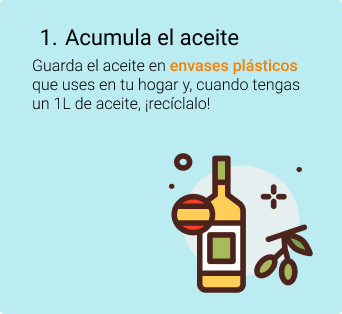 1. Acumula el aceite
Guarda el aceite en envases plásticos
que uses en tu hogar y, cuando tengas
un 1L de aceite, ¡recíclalo!